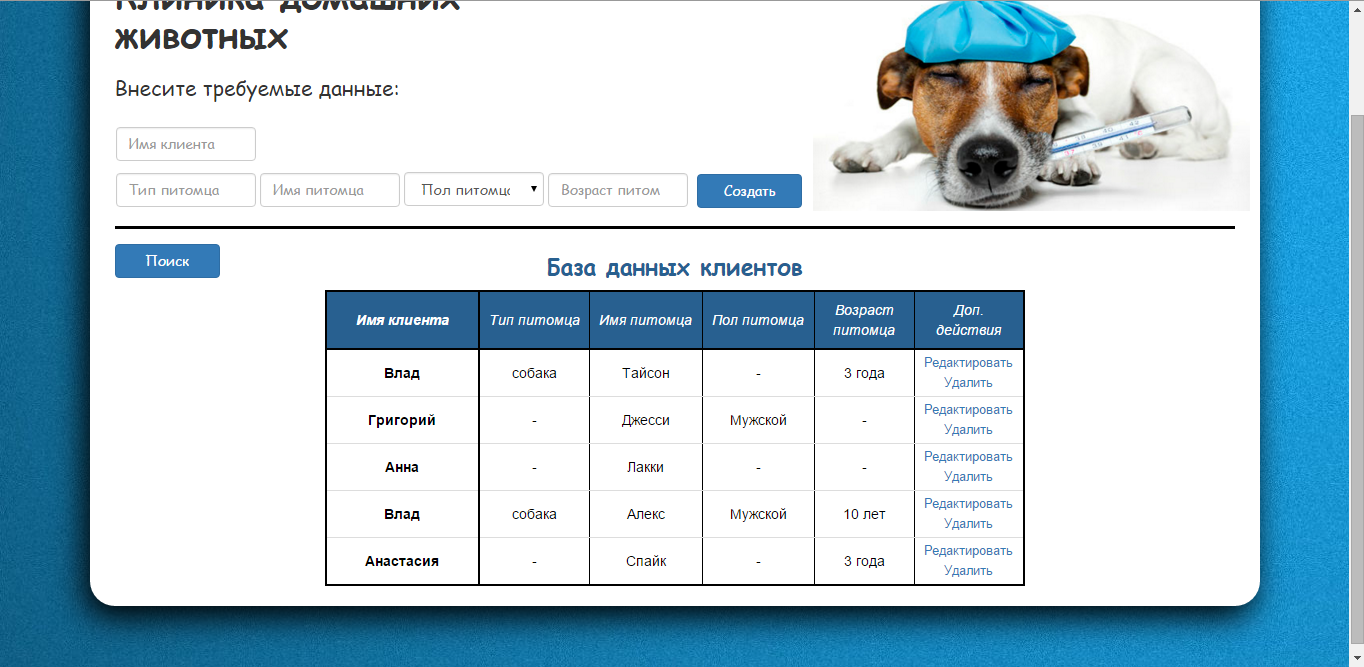 Клиника домашних
животных
Внесите требуемые данные:
Имя клиента
Тип питомца Имя питомца Пол питомц Возраст питом Создать
Поиск
База данных клиентов
Имя клиента Тип питомца Имя питомца Пол питомца Возраст питомца Доп. действия
Влад собака Тайсон - 3 года Редактировать Удалить
Григорий - Джесси Мужской - Редактировать Удалить
Анна - Лакки - - Редактировать Удалить
Влад собака Алекс Мужской 10 лет Редактировать Удалить
Анастасия - Спайк - 3 года Редактировать Удалить